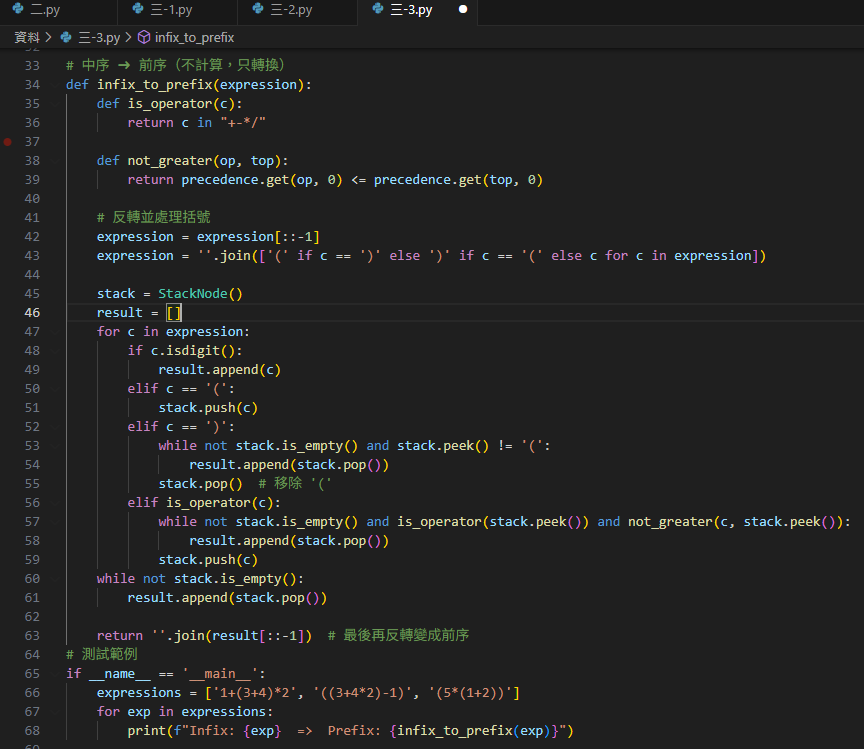 二.py 三-1.py 三-2.py 三-3.py
資料 > 三-3.py > infix_to_prefix
33 # 中序 → 前序（不計算，只轉換）
34 def infix_to_prefix(expression):
35     def is_operator(c):
36         return c in "+-*/"
37
38     def not_greater(op, top):
39         return precedence.get(op, 0) <= precedence.get(top, 0)
40
41     # 反轉並處理括號
42     expression = expression[::-1]
43     expression = ''.join(['(' if c == ')' else ')' if c == '(' else c for c in expression])
44
45     stack = StackNode()
46     result = []
47     for c in expression:
48         if c.isdigit():
49             result.append(c)
50         elif c == '(':
51             stack.push(c)
52         elif c == ')':
53             while not stack.is_empty() and stack.peek() != '(':
54                 result.append(stack.pop())
55             stack.pop()  # 移除 '('
56         elif is_operator(c):
57             while not stack.is_empty() and is_operator(stack.peek()) and not_greater(c, stack.peek()):
58                 result.append(stack.pop())
59             stack.push(c)
60     while not stack.is_empty():
61         result.append(stack.pop())
62
63     return ''.join(result[::-1])  # 最後再反轉變成前序
64 # 測試範例
65 if __name__ == '__main__':
66     expressions = ['1+(3+4)*2', '((3+4*2)-1)', '(5*(1+2))']
67     for exp in expressions:
68         print(f"Infix: {exp}  =>  Prefix: {infix_to_prefix(exp)}")